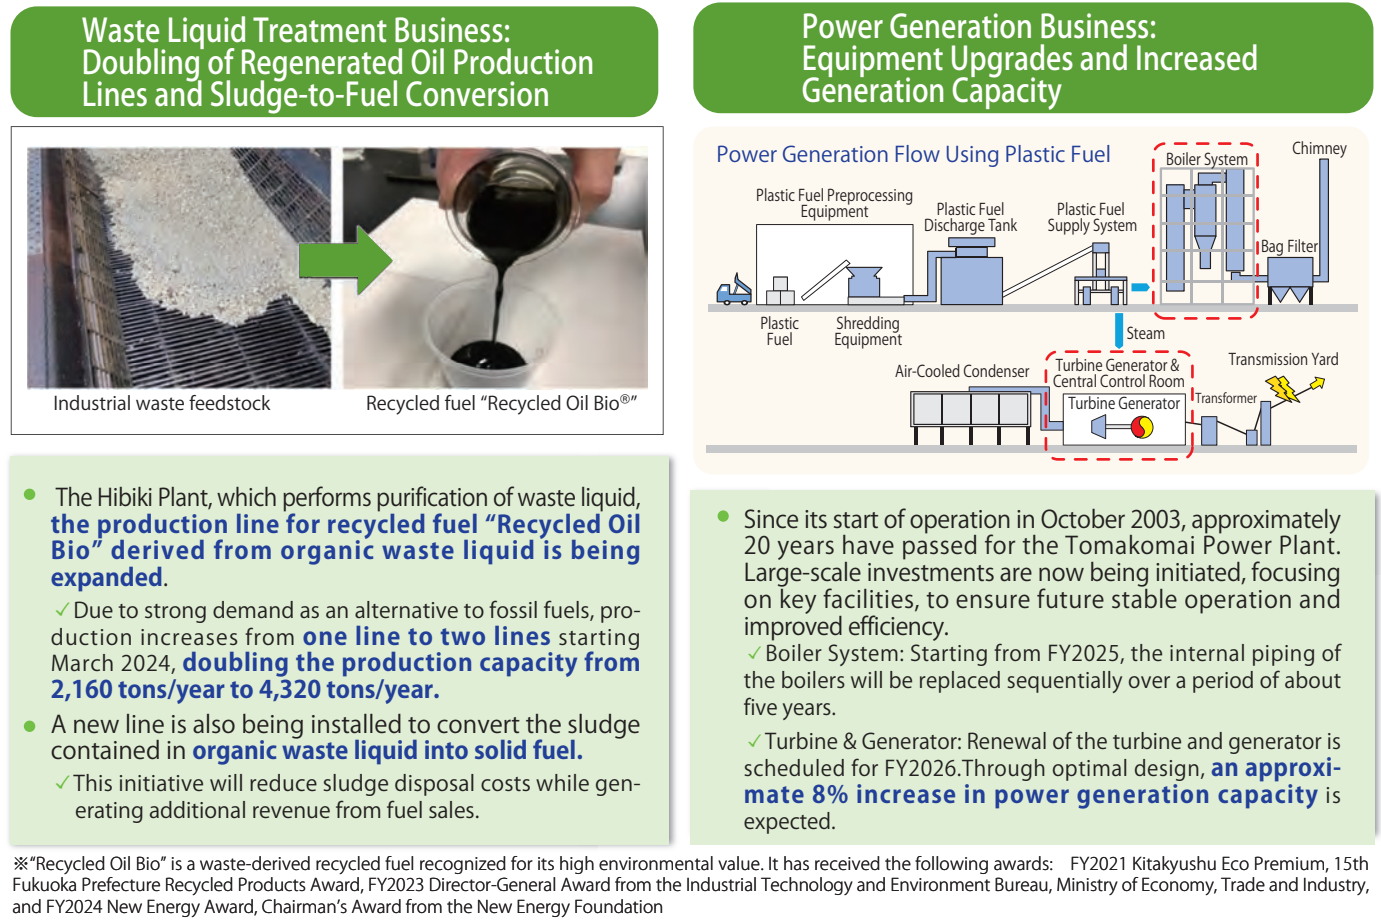 Waste Liquid Treatment Business:
Doubling of Regenerated Oil Production
Lines and Sludge-to-Fuel Conversion
Industrial waste feedstock
Recycled fuel “Recycled Oil Bio®”
● The Hibiki Plant, which performs purification of waste liquid,
the production line for recycled fuel “Recycled Oil
Bio” derived from organic waste liquid is being
expanded.
✓Due to strong demand as an alternative to fossil fuels, pro-
duction increases from one line to two lines starting
March 2024, doubling the production capacity from
2,160 tons/year to 4,320 tons/year.
● A new line is also being installed to convert the sludge
contained in organic waste liquid into solid fuel.
✓This initiative will reduce sludge disposal costs while gen-
erating additional revenue from fuel sales.
Power Generation Business:
Equipment Upgrades and Increased
Generation Capacity
Power Generation Flow Using Plastic Fuel
Boiler System
Chimney
Plastic Fuel Preprocessing
Equipment
Plastic Fuel
Discharge Tank
Plastic Fuel
Supply System
Bag Filter
Plastic
Fuel
Shredding
Equipment
Steam
Air-Cooled Condenser
Turbine Generator &
Central Control Room
Turbine Generator
Transformer
Transmission Yard
● Since its start of operation in October 2003, approximately
20 years have passed for the Tomakomai Power Plant.
Large-scale investments are now being initiated, focusing
on key facilities, to ensure future stable operation and
improved efficiency.
✓Boiler System: Starting from FY2025, the internal piping of
the boilers will be replaced sequentially over a period of about
five years.
✓Turbine & Generator: Renewal of the turbine and generator is
scheduled for FY2026.Through optimal design, an approxi-
mate 8% increase in power generation capacity is
expected.
※“Recycled Oil Bio” is a waste-derived recycled fuel recognized for its high environmental value. It has received the following awards: FY2021 Kitakyushu Eco Premium, 15th
Fukuoka Prefecture Recycled Products Award, FY2023 Director-General Award from the Industrial Technology and Environment Bureau, Ministry of Economy, Trade and Industry,
and FY2024 New Energy Award, Chairman’s Award from the New Energy Foundation